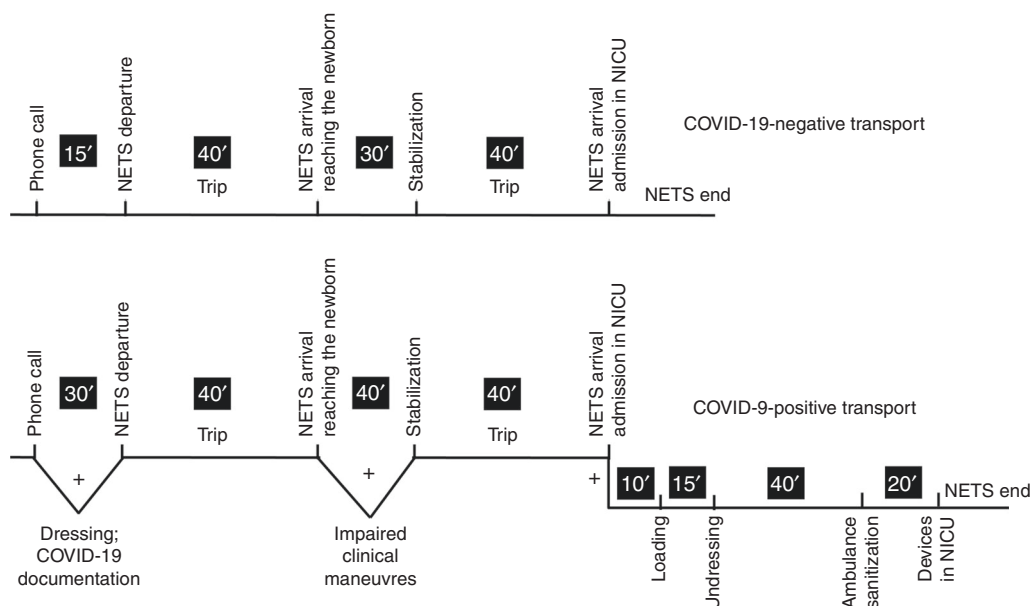 Phone call
15′
NETS departure
40′
Trip
NETS arrival
reaching the newborn
30′
Stabilization
40′
Trip
NETS arrival
admission in NICU
COVID-19-negative transport
NETS end
Phone call
30′
NETS departure
40′
Trip
NETS arrival
reaching the newborn
40′
Stabilization
40′
Trip
NETS arrival
admission in NICU
COVID-9-positive transport
+
Dressing;
COVID-19
documentation
+
Impaired
clinical
maneuvres
+
10′
Loading
15′
Undressing
40′
Ambulance
sanitization
20′
Devices
in NICU
NETS end